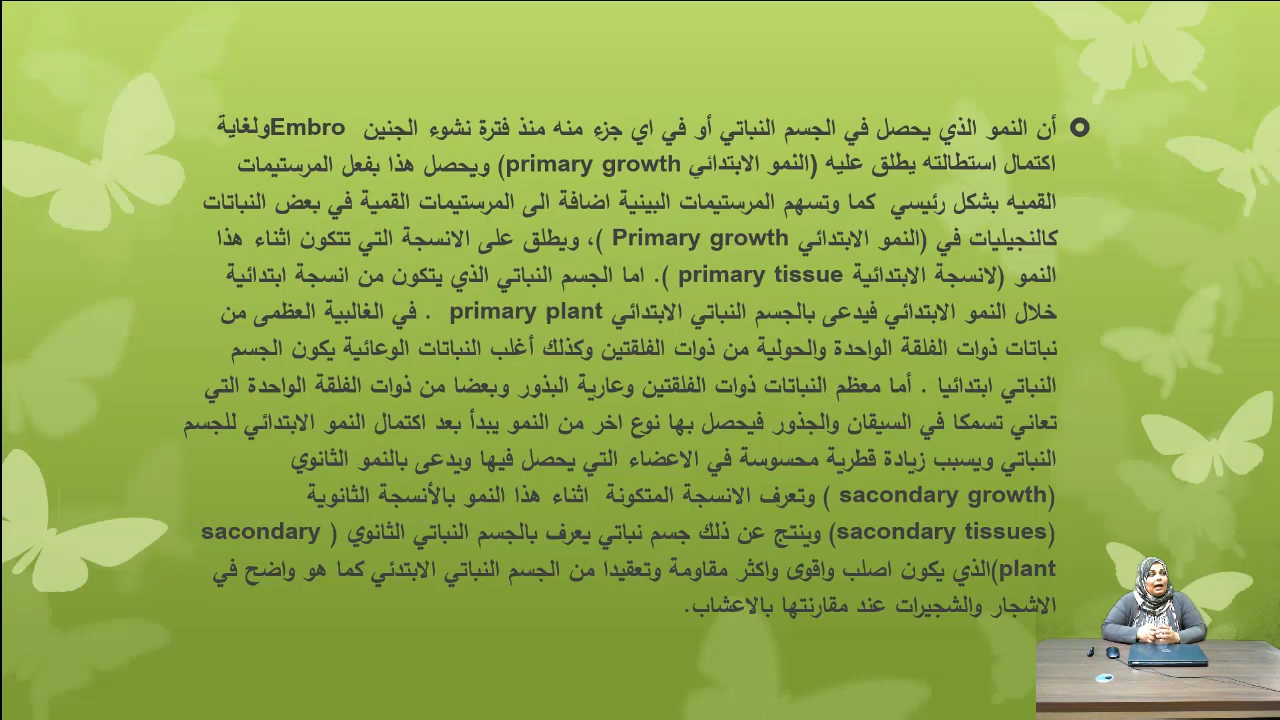 أن النمو الذي يحصل في الجسم النباتي أو في اي جزء منه منذ فترة نشوء الجنين Embroولغاية
اكتمال استطالته يطلق عليه (النمو الابتدائي primary growth) ويحصل هذا بفعل المرستيمات
القميه بشكل رئيسي كما وتسهم المرستيمات البينية اضافة الى المرستيمات القمية في بعض النباتات
كالنجيليات في (النمو الابتدائي Primary growth )، ويطلق على الانسجة التي تتكون اثناء هذا
النمو (لانسجة الابتدائية primary tissue ). اما الجسم النباتي الذي يتكون من انسجة ابتدائية
خلال النمو الابتدائي فيدعى بالجسم النباتي الابتدائي primary plant . في الغالبية العظمى من
نباتات ذوات الفلقة الواحدة والحولية من ذوات الفلقتين وكذلك أغلب النباتات الوعائية يكون الجسم
النباتي ابتدائيا . أما معظم النباتات ذوات الفلقتين وعارية البذور وبعضا من ذوات الفلقة الواحدة التي
تعاني تسمكا في السيقان والجذور فيحصل بها نوع اخر من النمو يبدأ بعد اكتمال النمو الابتدائي للجسم
النباتي ويسبب زيادة قطرية محسوسة في الاعضاء التي يحصل فيها ويدعى بالنمو الثانوي
(sacondary growth ) وتعرف الانسجة المتكونة اثناء هذا النمو بالأنسجة الثانوية
(sacondary tissues) وينتج عن ذلك جسم نباتي يعرف بالجسم النباتي الثانوي ( sacondary
plant)الذي يكون اصلب واقوى واكثر مقاومة وتعقيدا من الجسم النباتي الابتدئي كما هو واضح في
الاشجار والشجيرات عند مقارنتها بالاعشاب.